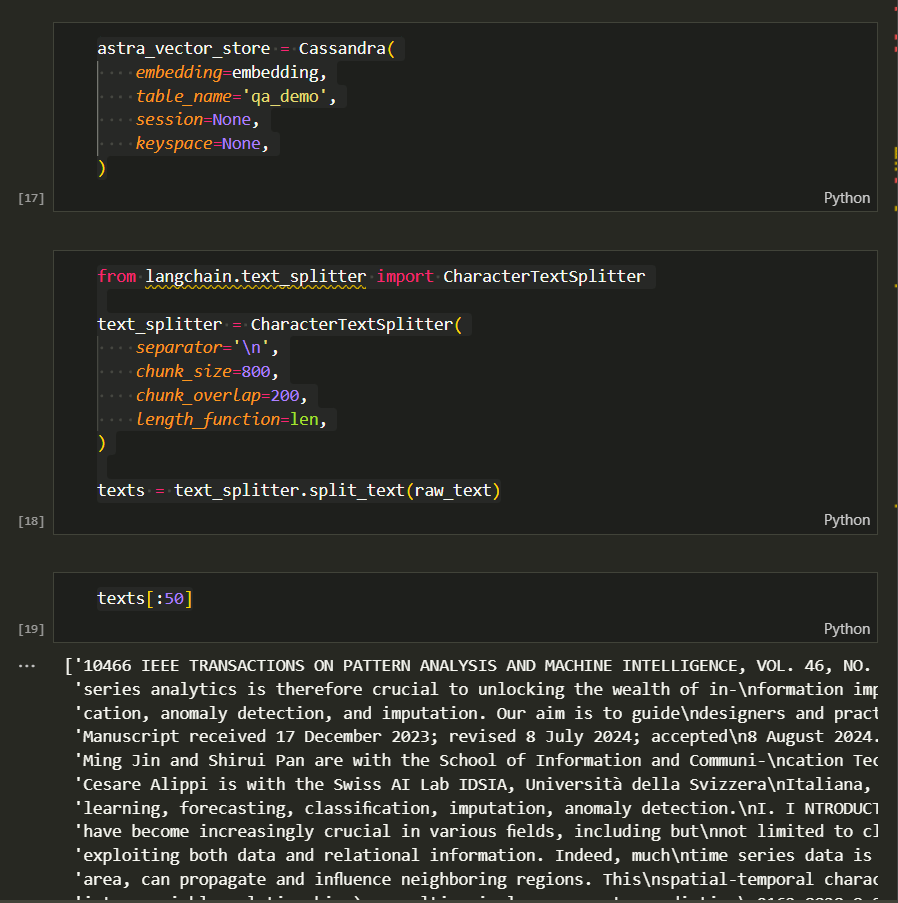 astra_vector_store = Cassandra(
embedding=embedding,
table_name='qa_demo',
session=None,
keyspace=None,
)
[17]
Python
from langchain.text_splitter import CharacterTextSplitter
text_splitter = CharacterTextSplitter(
separator='\n',
chunk_size=800,
chunk_overlap=200,
length_function=len,
)
texts = text_splitter.split_text(raw_text)
[18]
Python
texts[:50]
[19]
Python
['10466 IEEE TRANSACTIONS ON PATTERN ANALYSIS AND MACHINE INTELLIGENCE, VOL. 46, NO.
'series analytics is therefore crucial to unlocking the wealth of in-\nformation imp
'cation, anomaly detection, and imputation. Our aim is to guide\ndesigners and pract
'Manuscript received 17 December 2023; revised 8 July 2024; accepted\n8 August 2024.
'Ming Jin and Shirui Pan are with the School of Information and Communi-\ncation Tec
'Cesare Alippi is with the Swiss AI Lab IDSIA, Università della Svizzera\nItaliana,
'learning, forecasting, classification, imputation, anomaly detection.\nI. I NTRODUCT
'have become increasingly crucial in various fields, including but\nnot limited to cl
'exploiting both data and relational information. Indeed, much\ntime series data is
'area, can propagate and influence neighboring regions. This\nspatial-temporal charac